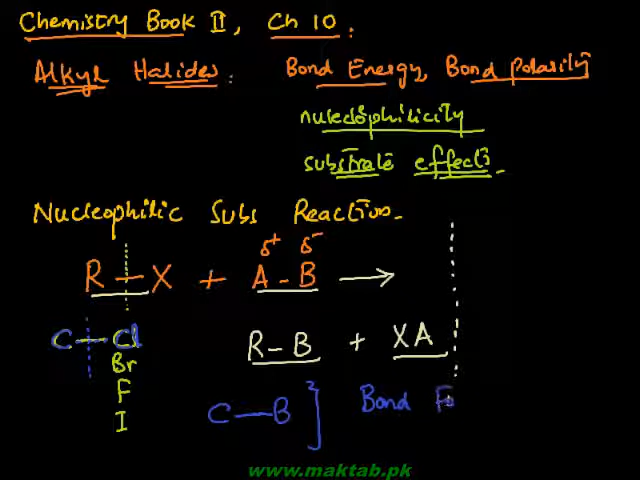 Chemistry Book II, Ch 10.
Alkyl Halides: Bond Energy, Bond Polarity
nucleophilicity
substrate effects.
Nucleophilic Subs Reaction.
δ+ δ-
R - X + A - B →
C - Cl R - B + XA
Br
F
I
C - B ] Bond F
www.maktab.pk